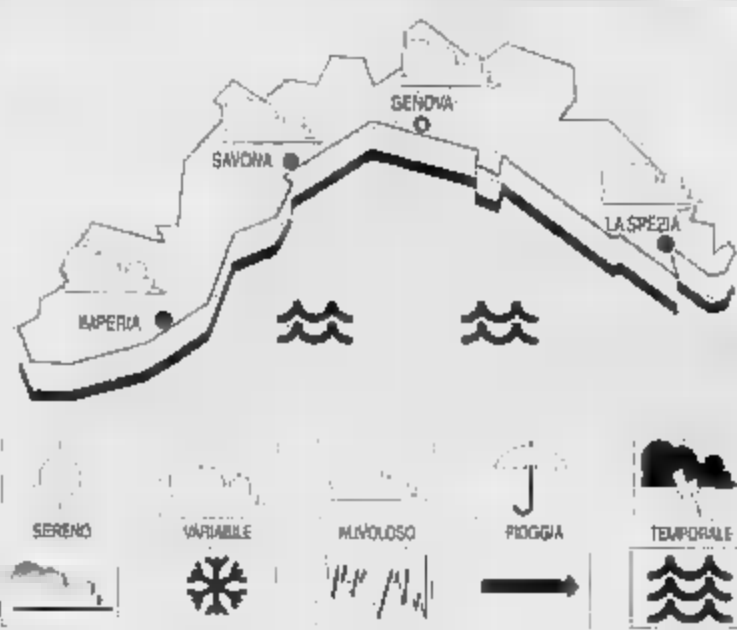 GENOVA
SAVONA
LA SPEZIA
IMPERIA
SERENO VARIABILE NUVOLOSO PIOGGIA TEMPORALE